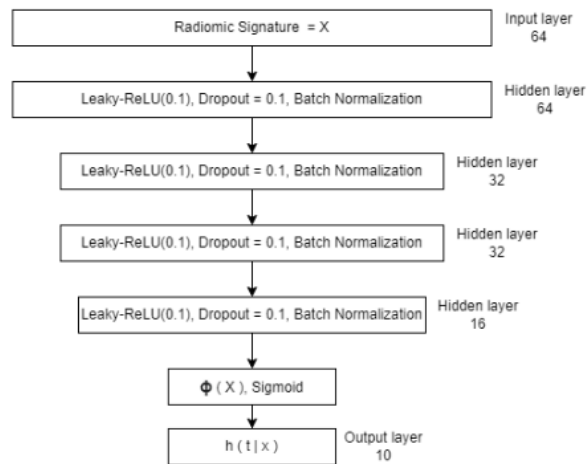 Radiomic Signature = X
Input layer
64
Leaky-ReLU(0.1), Dropout = 0.1, Batch Normalization
Hidden layer
64
Leaky-ReLU(0.1), Dropout = 0.1, Batch Normalization
Hidden layer
32
Leaky-ReLU(0.1), Dropout = 0.1, Batch Normalization
Hidden layer
32
Leaky-ReLU(0.1), Dropout = 0.1, Batch Normalization
Hidden layer
16
Φ ( X ), Sigmoid
h ( t | x )
Output layer
10